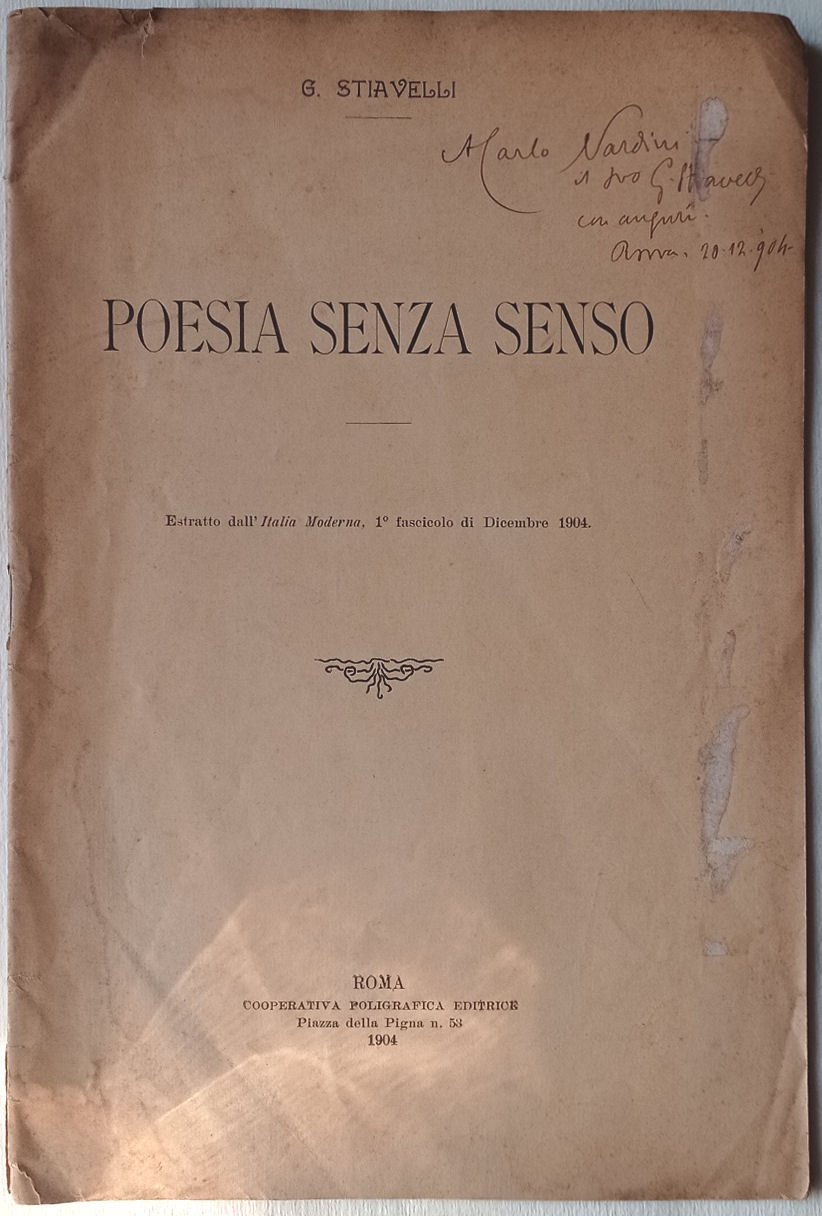 G. STIAVELLI
A Carlo Nardini
il suo G. Stiavelli
con auguri.
Roma. 20.12.904
POESIA SENZA SENSO
Estratto dall'Italia Moderna, 1º fascicolo di Dicembre 1904.
ROMA
COOPERATIVA POLIGRAFICA EDITRICE
Piazza della Pigna n. 53
1904